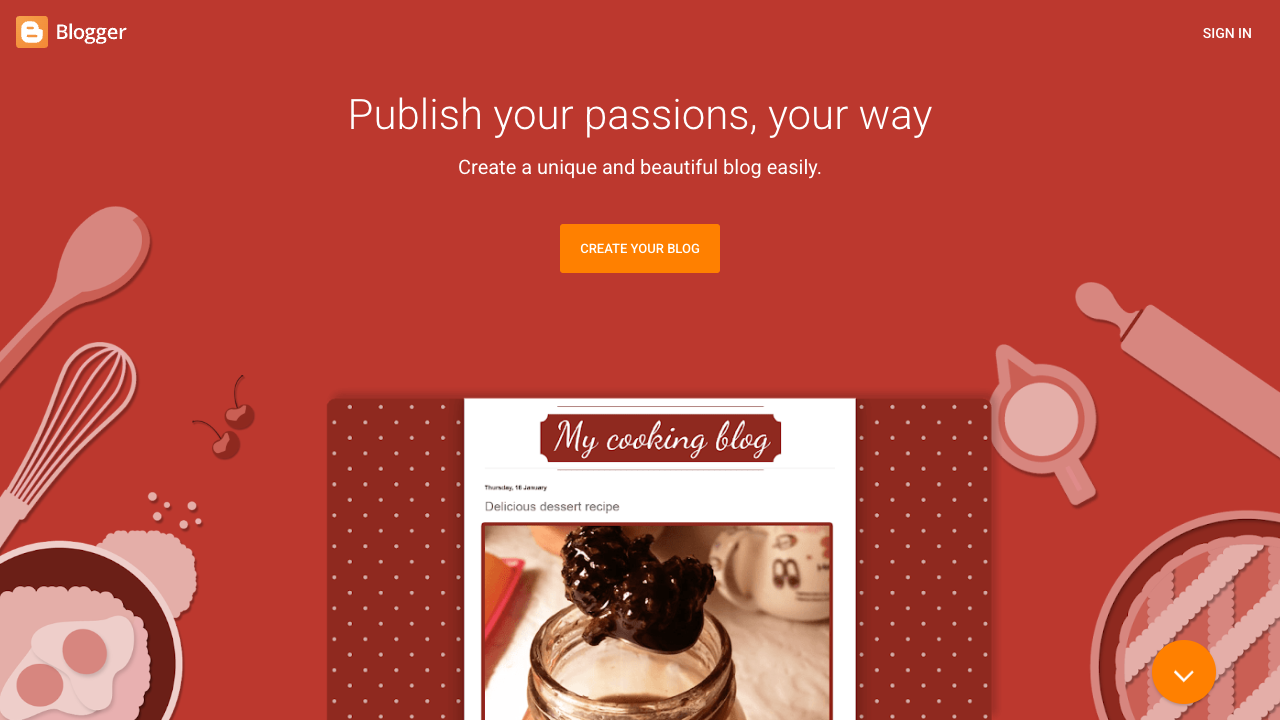 Blogger
SIGN IN
Publish your passions, your way
Create a unique and beautiful blog easily.
CREATE YOUR BLOG
My cooking blog
Thursday, 16 January
Delicious dessert recipe